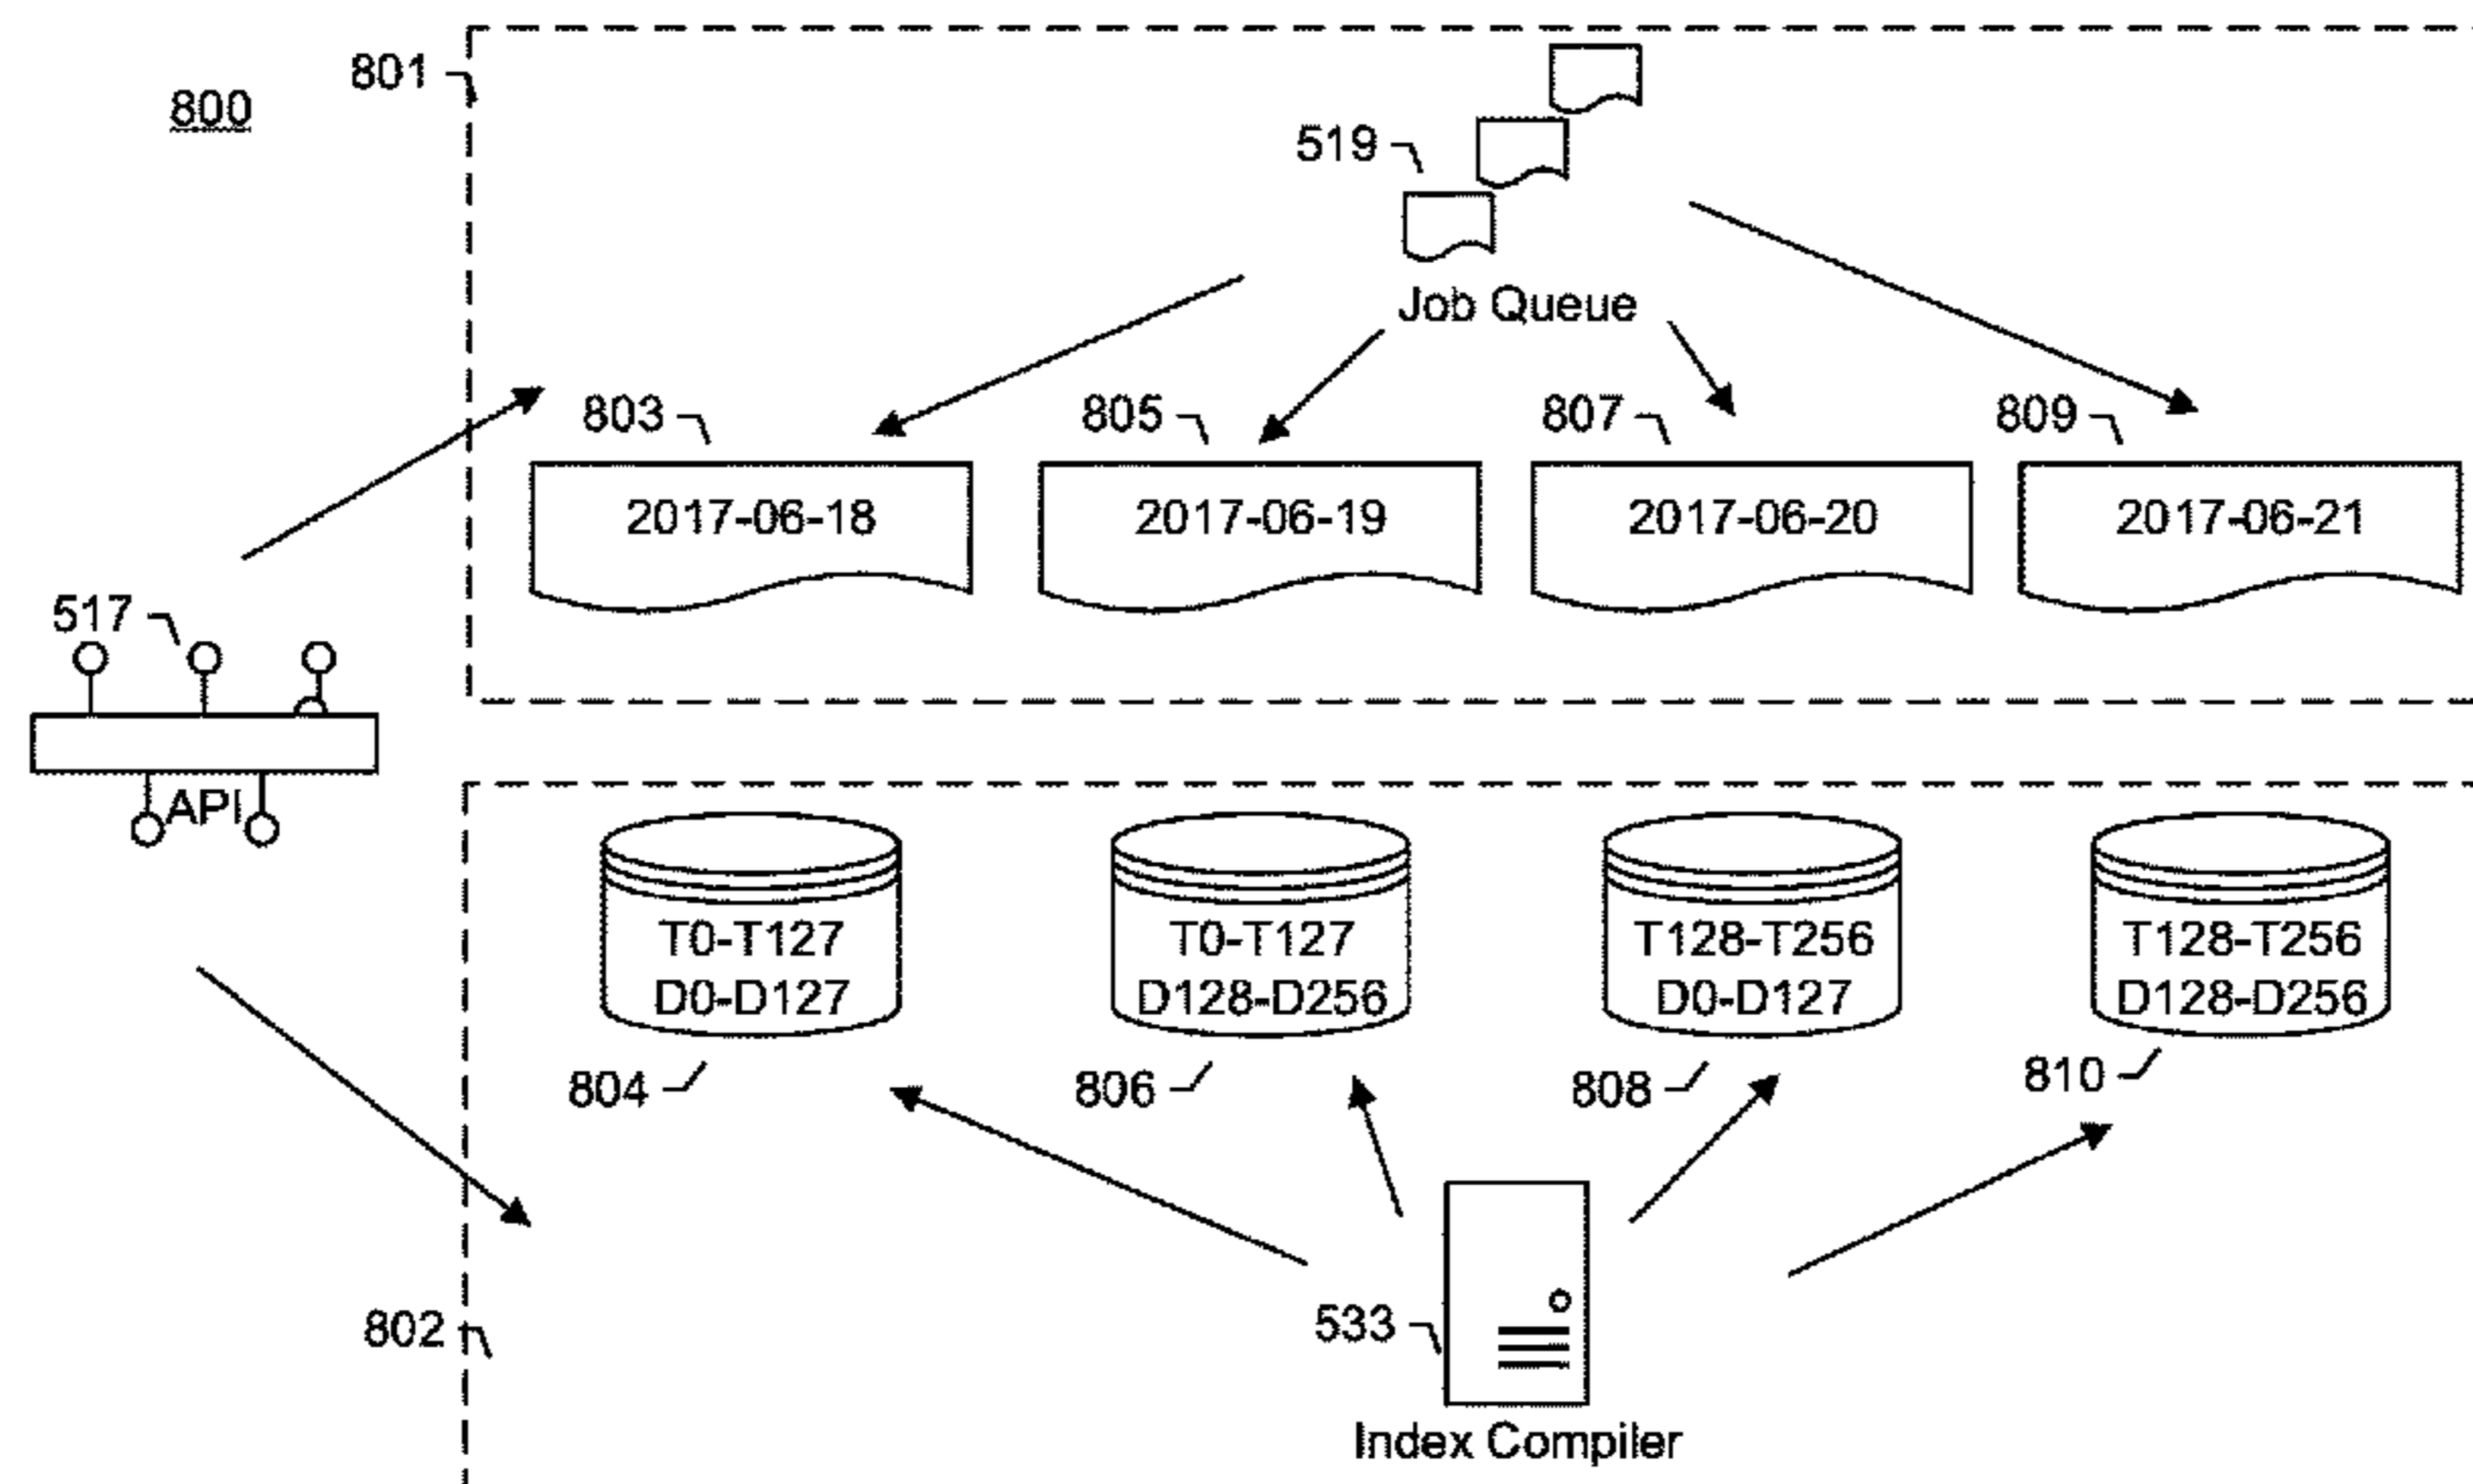 801
800
519
Job Queue
803
805
807
809
2017-06-18
2017-06-19
2017-06-20
2017-06-21
517
API
T0-T127
D0-D127
T0-T127
D128-D256
T128-T256
D0-D127
T128-T256
D128-D256
804
806
808
810
802
533
Index Compiler